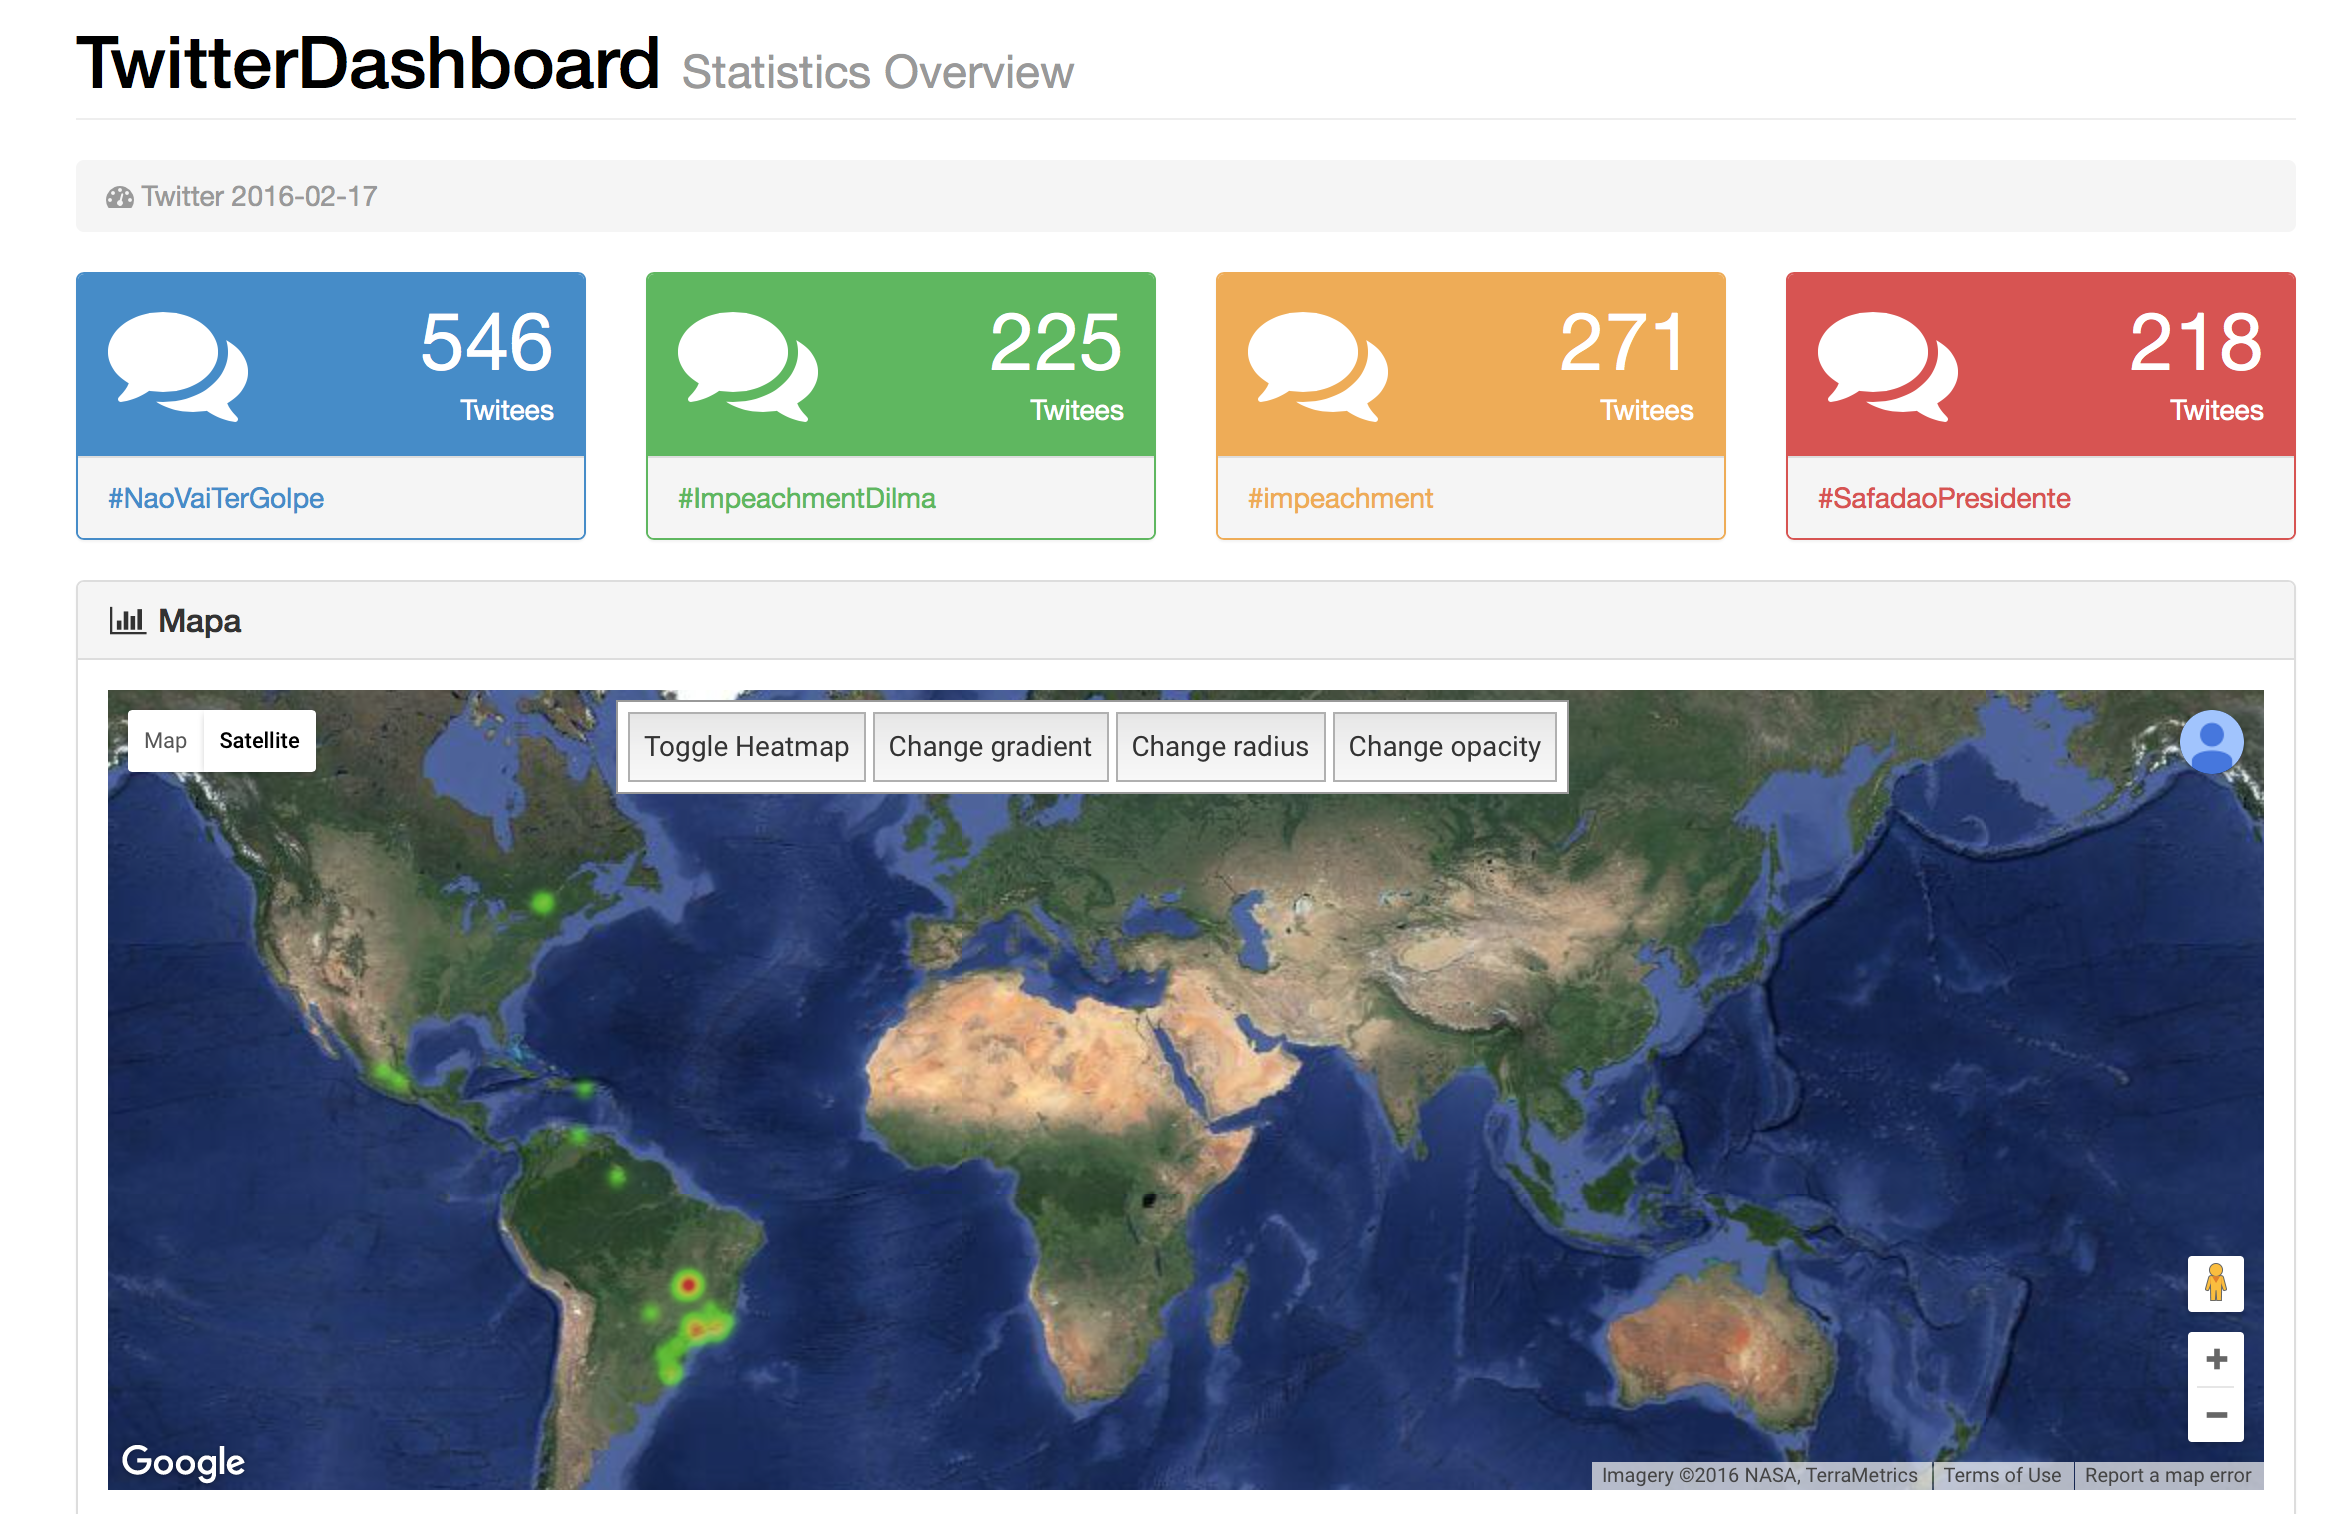 TwitterDashboard Statistics Overview
Twitter 2016-02-17
546
Twitees
#NaoVaiTerGolpe
225
Twitees
#ImpeachmentDilma
271
Twitees
#impeachment
218
Twitees
#SafadaoPresidente
Mapa
Map Satellite
Toggle Heatmap Change gradient Change radius Change opacity
+
−
Google
Imagery ©2016 NASA, TerraMetrics Terms of Use Report a map error